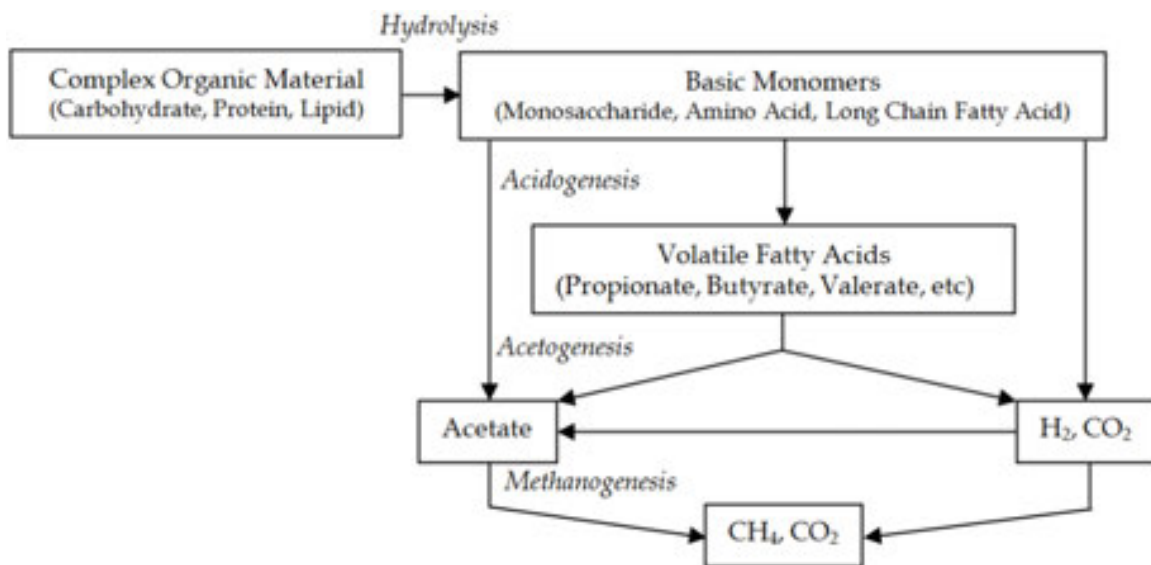 Hydrolysis
Complex Organic Material
(Carbohydrate, Protein, Lipid)
Basic Monomers
(Monosaccharide, Amino Acid, Long Chain Fatty Acid)
Acidogenesis
Volatile Fatty Acids
(Propionate, Butyrate, Valerate, etc)
Acetogenesis
Acetate
H₂, CO₂
Methanogenesis
CH₄, CO₂